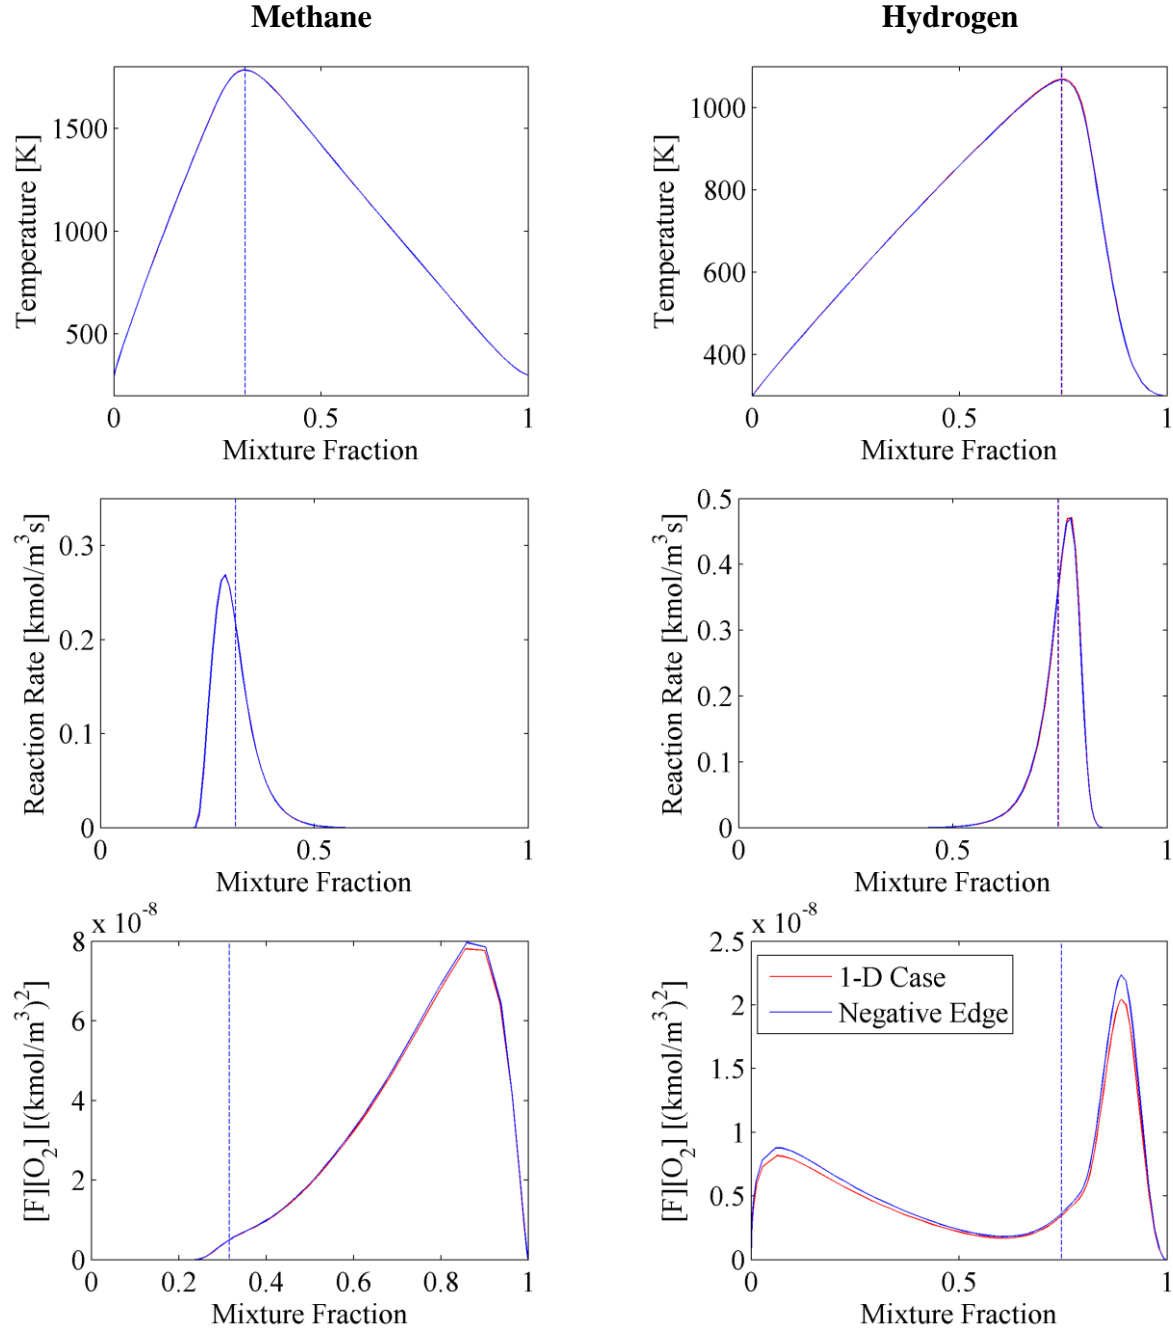 Methane
Hydrogen
Temperature [K]
1500
1000
500
0
0.5
1
Mixture Fraction
Temperature [K]
1000
800
600
400
0
0.5
1
Mixture Fraction
Reaction Rate [kmol/m³s]
0.3
0.2
0.1
0
0
0.5
1
Mixture Fraction
Reaction Rate [kmol/m³s]
0.5
0.4
0.3
0.2
0.1
0
0
0.5
1
Mixture Fraction
x 10⁻⁸
[F][O₂] [(kmol/m³)²]
8
6
4
2
0
0
0.2
0.4
0.6
0.8
1
Mixture Fraction
x 10⁻⁸
[F][O₂] [(kmol/m³)²]
2.5
2
1.5
1
0.5
0
1-D Case
Negative Edge
0
0.5
1
Mixture Fraction